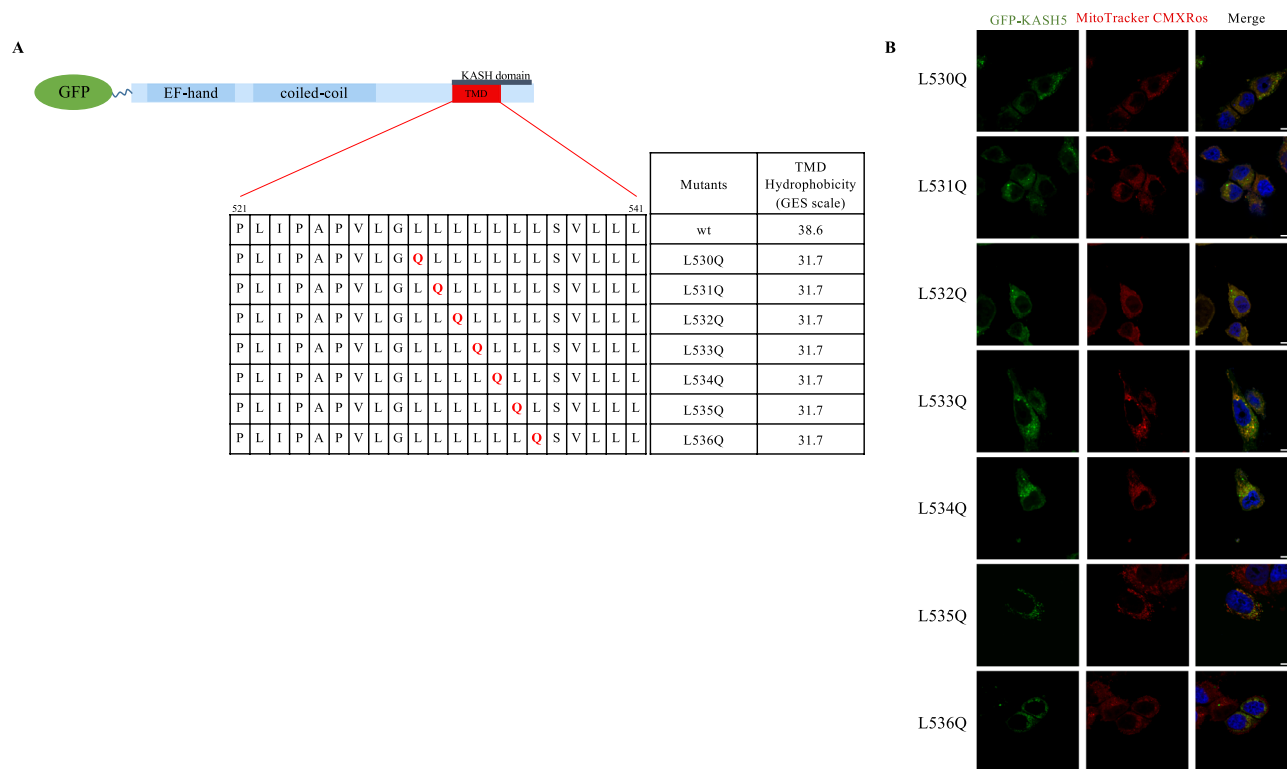 A
GFP
EF-hand
coiled-coil
KASH domain
TMD
521
541
Mutants
TMD
Hydrophobicity
(GES scale)
P L I P A P V L G L L L L L L L S V L L L
wt
38.6
P L I P A P V L G Q L L L L L L S V L L L
L530Q
31.7
P L I P A P V L G L Q L L L L L S V L L L
L531Q
31.7
P L I P A P V L G L L Q L L L L S V L L L
L532Q
31.7
P L I P A P V L G L L L Q L L L S V L L L
L533Q
31.7
P L I P A P V L G L L L L Q L L S V L L L
L534Q
31.7
P L I P A P V L G L L L L L Q L S V L L L
L535Q
31.7
P L I P A P V L G L L L L L L Q S V L L L
L536Q
31.7
B
GFP-KASH5
MitoTracker CMXRos
Merge
L530Q
L531Q
L532Q
L533Q
L534Q
L535Q
L536Q